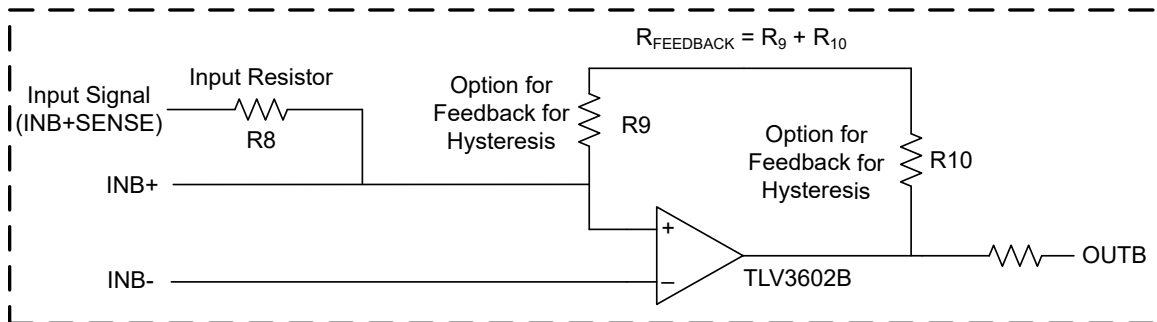 R_FEEDBACK = R_9 + R_10
Input Resistor
Input Signal
(INB+SENSE)
R8
Option for
Feedback for
Hysteresis
R9
Option for
Feedback for
Hysteresis
R10
INB+
+
OUTB
INB-
−
TLV3602B